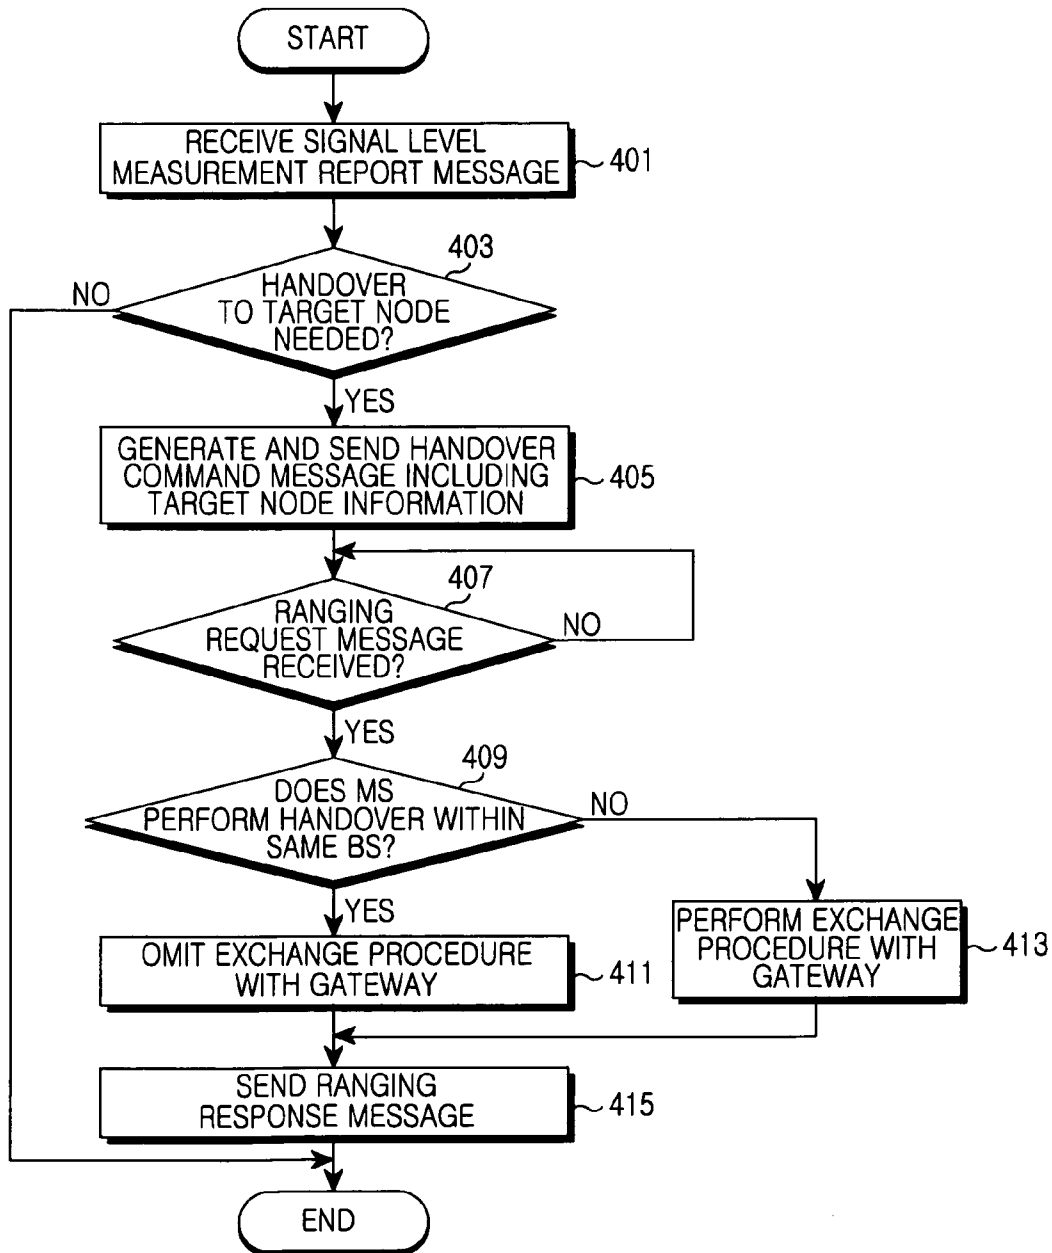 START
RECEIVE SIGNAL LEVEL
MEASUREMENT REPORT MESSAGE
401
403
HANDOVER
TO TARGET NODE
NEEDED?
NO
YES
GENERATE AND SEND HANDOVER
COMMAND MESSAGE INCLUDING
TARGET NODE INFORMATION
405
407
RANGING
REQUEST MESSAGE
RECEIVED?
NO
YES
409
DOES MS
PERFORM HANDOVER WITHIN
SAME BS?
NO
YES
OMIT EXCHANGE PROCEDURE
WITH GATEWAY
411
PERFORM EXCHANGE
PROCEDURE WITH
GATEWAY
413
SEND RANGING
RESPONSE MESSAGE
415
END